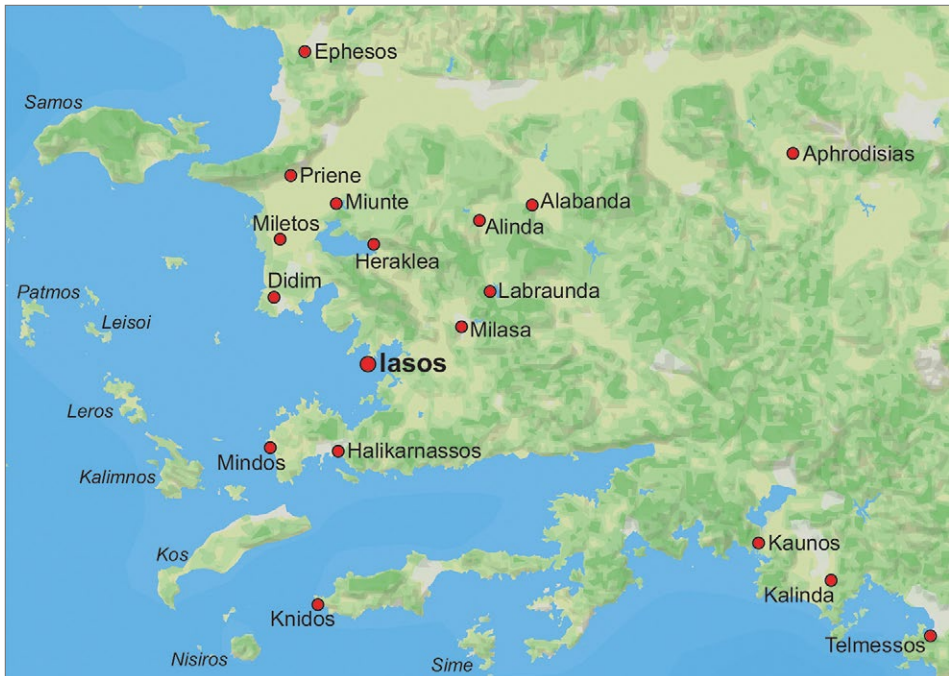 Ephesos
Samos
Aphrodisias
Priene
Miunte
Alabanda
Miletos
Alinda
Heraklea
Didim
Labraunda
Patmos
Leisoi
Milasa
Iasos
Leros
Mindos
Halikarnassos
Kalimnos
Kos
Kaunos
Kalinda
Knidos
Telmessos
Nisiros
Sime